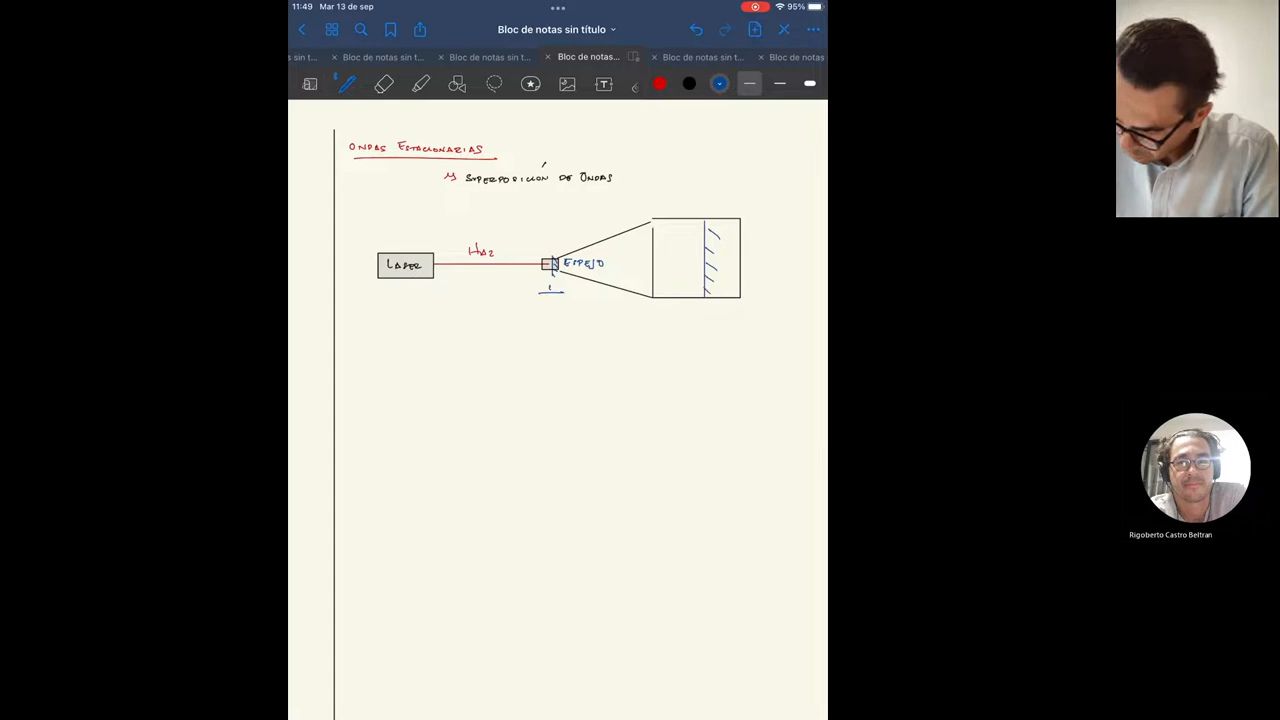 11:49 Mar 13 de sep 95%
Bloc de notas sin título
s sin t... Bloc de notas sin t... Bloc de notas sin t... Bloc de notas... Bloc de notas sin t... Bloc de notas
ONDAS ESTACIONARIAS
SUPERPOSICIÓN DE ONDAS
HAZ
LASER
ESPEJO
Rigoberto Castro Beltran